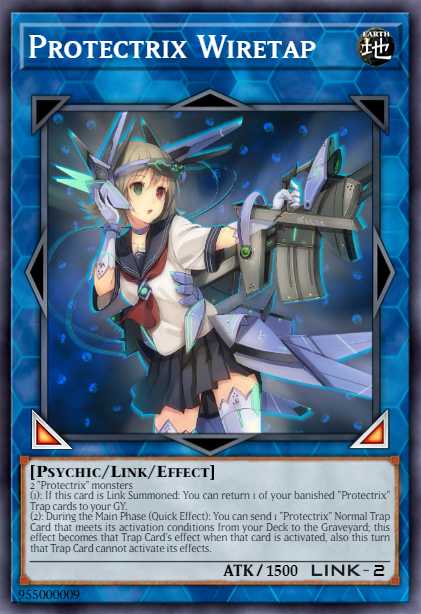 Protectrix Wiretap
EARTH
地
[Psychic/Link/Effect]
2 "Protectrix" monsters
(1): If this card is Link Summoned: You can return 1 of your banished "Protectrix"
Trap cards to your GY.
(2): During the Main Phase (Quick Effect): You can send 1 "Protectrix" Normal Trap
Card that meets its activation conditions from your Deck to the Graveyard; this
effect becomes that Trap Card's effect when that card is activated, also this turn
that Trap Card cannot activate its effects.
ATK / 1500 LINK-2
955000009